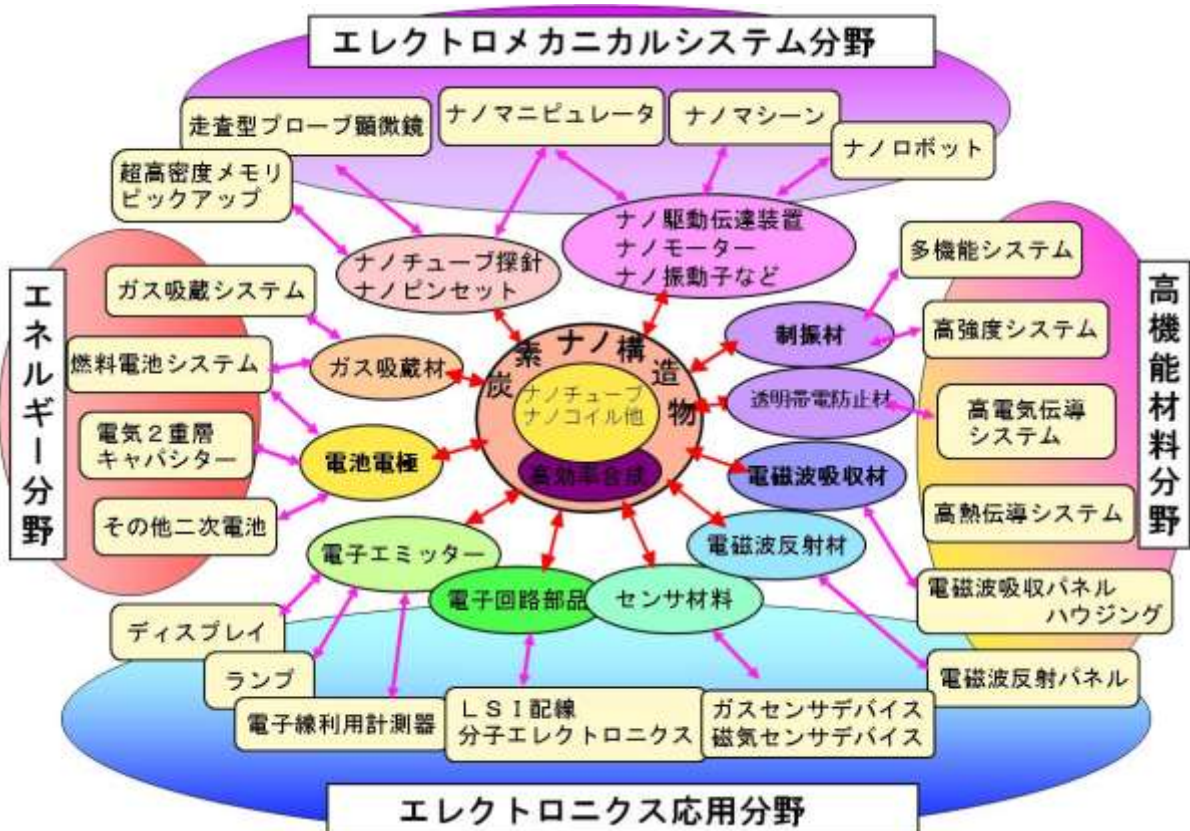 エレクトロメカニカルシステム分野
走査型プローブ顕微鏡
ナノマニピュレータ
ナノマシーン
ナノロボット
超高密度メモリ
ピックアップ
ナノチューブ探針
ナノピンセット
ナノ駆動伝達装置
ナノモーター
ナノ振動子など
エネルギー分野
ガス吸蔵システム
燃料電池システム
電気2重層
キャパシター
その他二次電池
ガス吸蔵材
電池電極
炭素ナノ構造物
ナノチューブ
ナノコイル他
高効率合成
制振材
透明帯電防止材
電磁波吸収材
電磁波反射材
多機能システム
高強度システム
高電気伝導
システム
高熱伝導システム
電磁波吸収パネル
ハウジング
電磁波反射パネル
高機能材料分野
電子エミッター
電子回路部品
センサ材料
ディスプレイ
ランプ
電子線利用計測器
LSI配線
分子エレクトロニクス
ガスセンサデバイス
磁気センサデバイス
エレクトロニクス応用分野